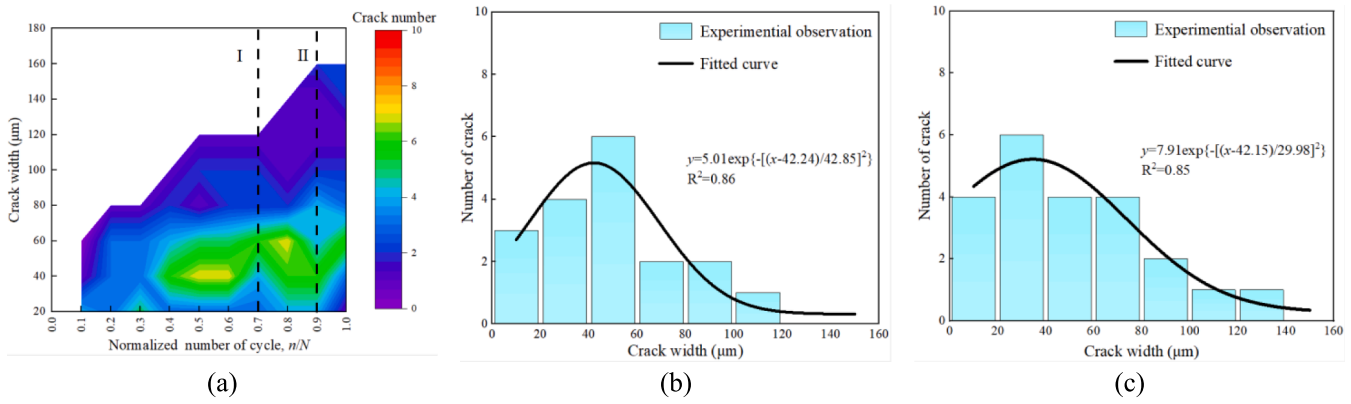 Crack number
180
160
140
120
100
80
60
40
20
Crack width (μm)
I
II
10
8
6
4
2
0
0.0
0.1
0.2
0.3
0.4
0.5
0.6
0.7
0.8
0.9
1.0
Normalized number of cycle, n/N
(a)
10
8
6
4
2
0
Number of crack
Experimential observation
Fitted curve
y=5.01exp{-[(x-42.24)/42.85]²}
R²=0.86
0
20
40
60
80
100
120
140
160
Crack width (μm)
(b)
10
8
6
4
2
0
Number of crack
Experimential observation
Fitted curve
y=7.91exp{-[(x-42.15)/29.98]²}
R²=0.85
0
20
40
60
80
100
120
140
160
Crack width (μm)
(c)